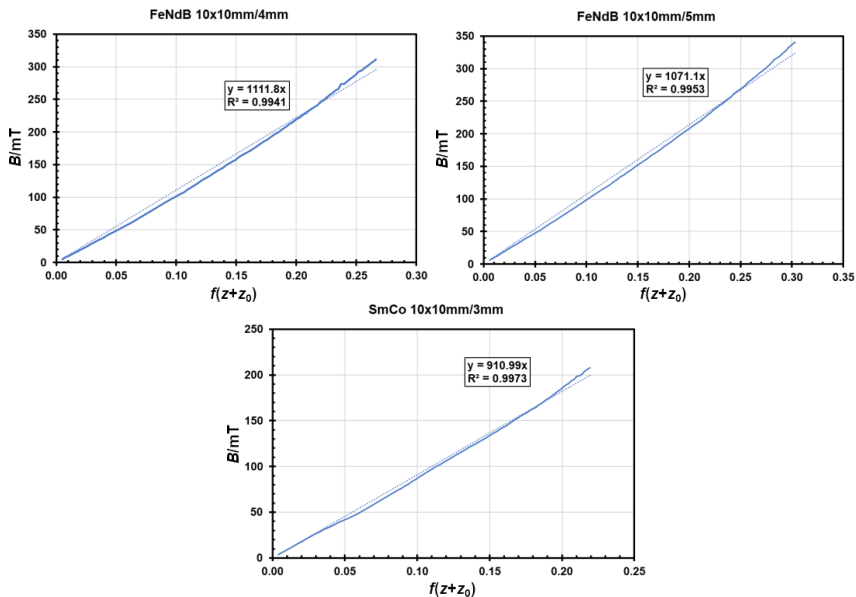 FeNdB 10x10mm/4mm
350
300
250
200
150
100
50
0
B/mT
y = 1111.8x
R² = 0.9941
0.00 0.05 0.10 0.15 0.20 0.25 0.30
f(z+z₀)
FeNdB 10x10mm/5mm
350
300
250
200
150
100
50
0
B/mT
y = 1071.1x
R² = 0.9953
0.00 0.05 0.10 0.15 0.20 0.25 0.30 0.35
f(z+z₀)
SmCo 10x10mm/3mm
250
200
150
100
50
0
B/mT
y = 910.99x
R² = 0.9973
0.00 0.05 0.10 0.15 0.20 0.25
f(z+z₀)